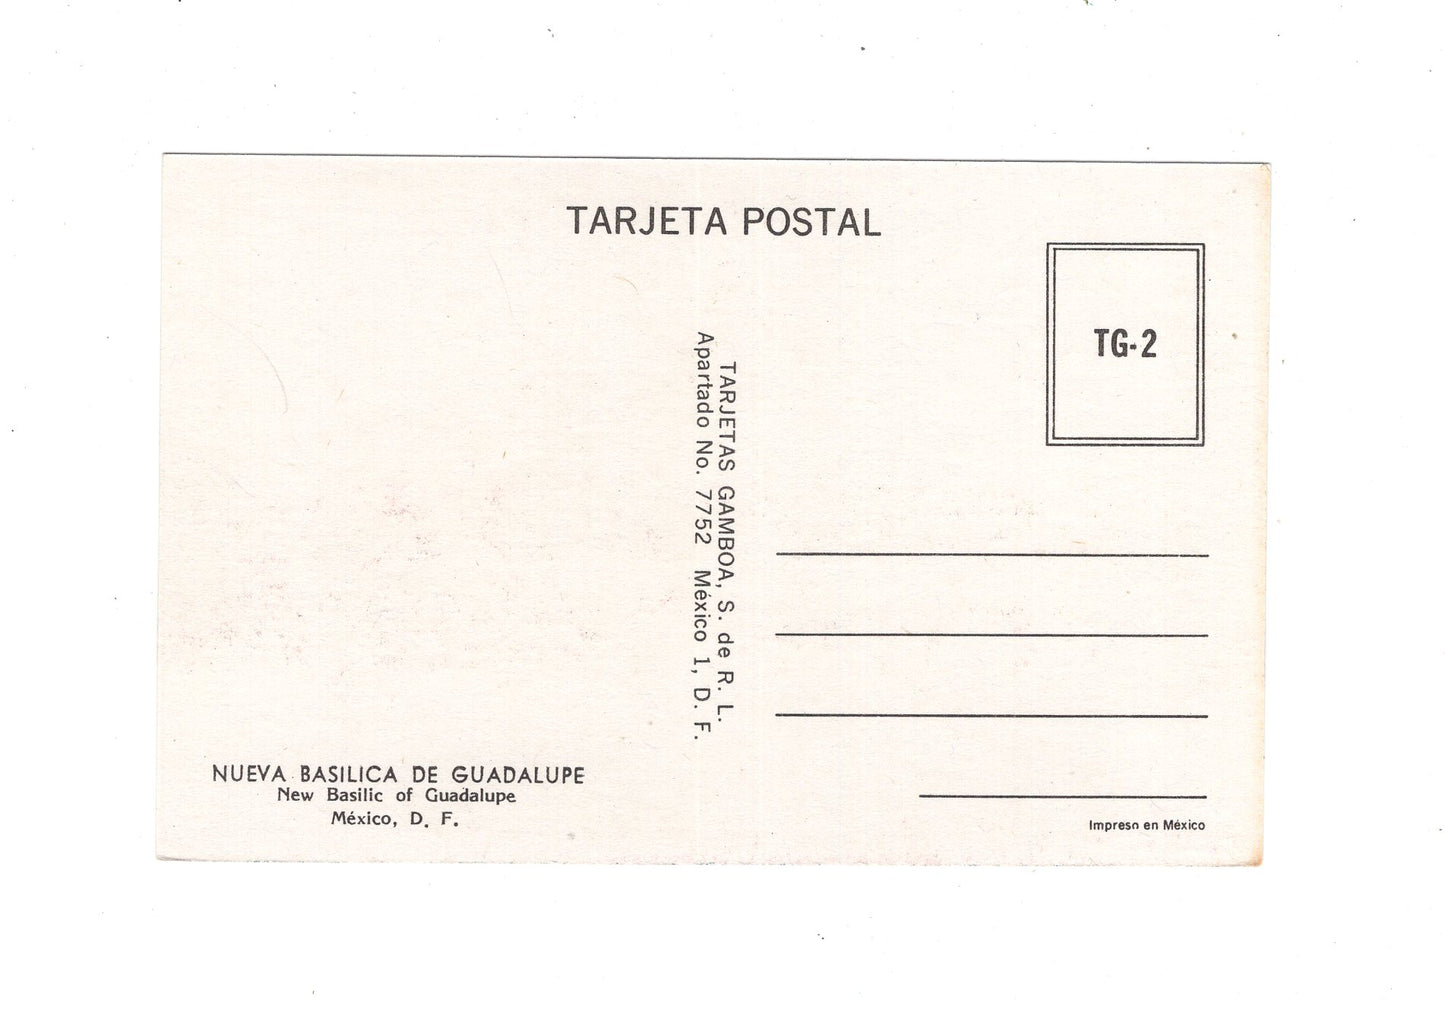 TARJETA POSTAL
TG-2
TARJETAS GAMBOA, S. de R. L.
Apartado No. 7752 México 1, D. F.
NUEVA BASILICA DE GUADALUPE
New Basilic of Guadalupe
México, D. F.
Impreso en México